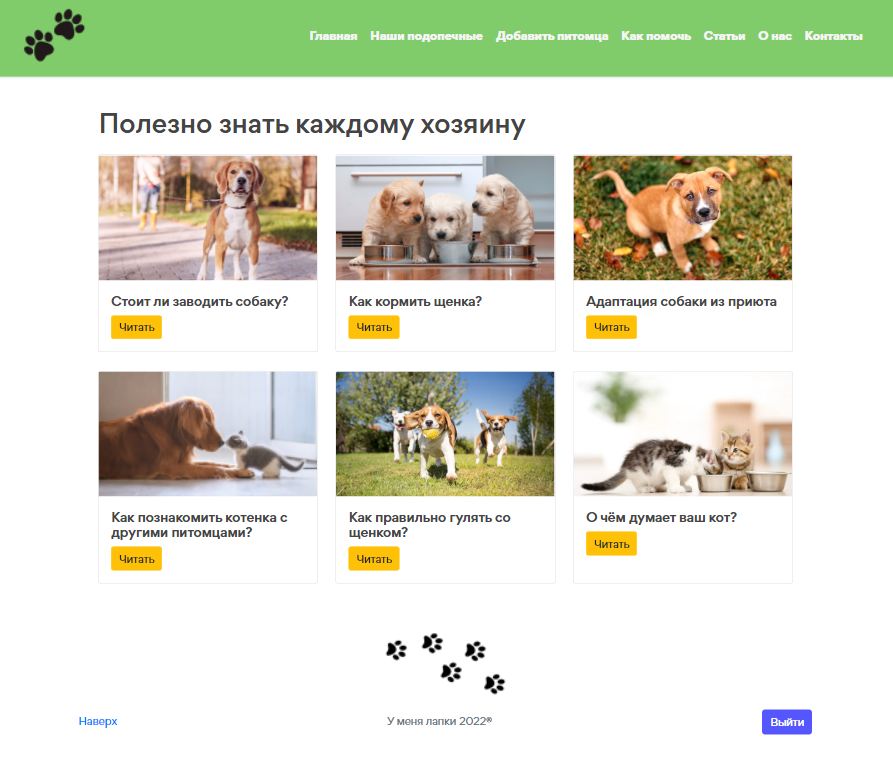 Главная Наши подопечные Добавить питомца Как помочь Статьи О нас Контакты
Полезно знать каждому хозяину
Стоит ли заводить собаку?
Читать
Как кормить щенка?
Читать
Адаптация собаки из приюта
Читать
Как познакомить котенка с
другими питомцами?
Читать
Как правильно гулять со
щенком?
Читать
О чём думает ваш кот?
Читать
Наверх
У меня лапки 2022®
Выйти